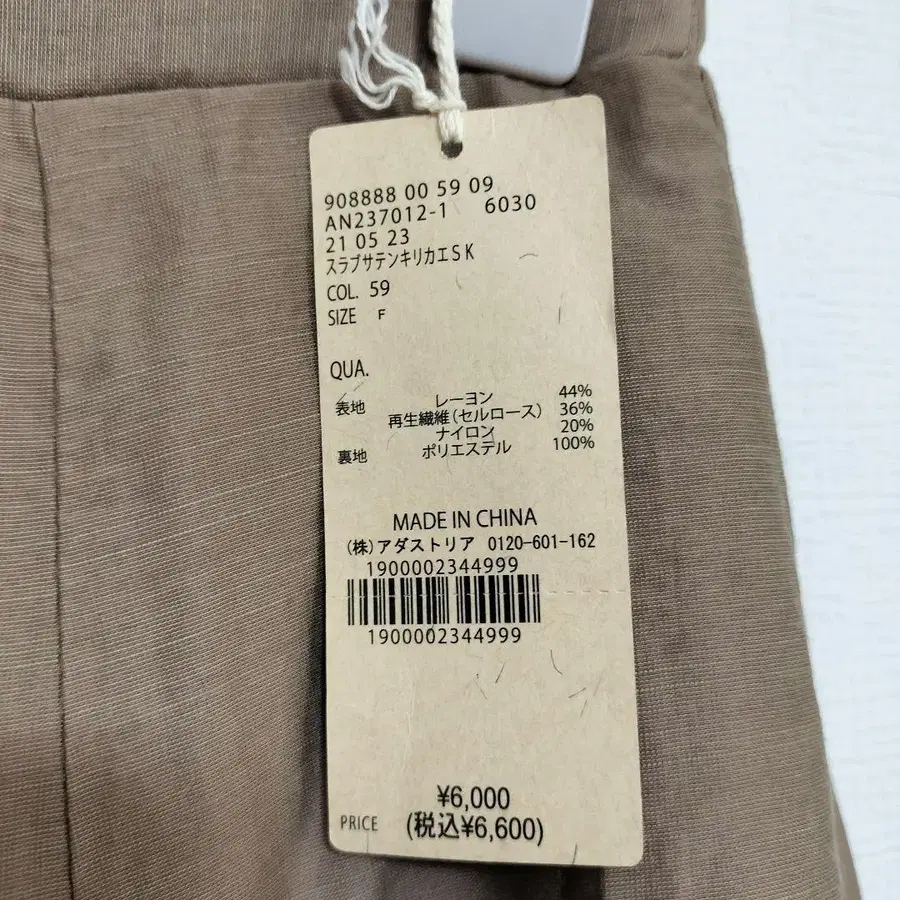 908888 00 59 09
AN237012-1 6030
21 05 23
スラブサテンキリカエSK
COL. 59
SIZE F
QUA.
表地 レーヨン 44%
再生繊維(セルロース) 36%
ナイロン 20%
裏地 ポリエステル 100%
MADE IN CHINA
(株)アダストリア 0120-601-162
1900002344999
1900002344999
¥6,000
PRICE (税込¥6,600)